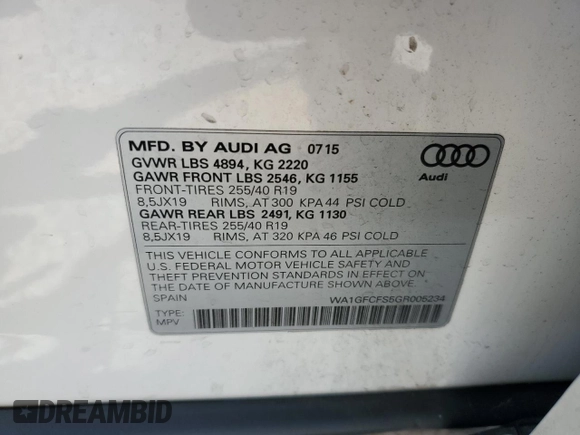 MFD. BY AUDI AG 0715
GVWR LBS 4894, KG 2220
GAWR FRONT LBS 2546, KG 1155
FRONT-TIRES 255/40 R19
8,5JX19 RIMS, AT 300 KPA 44 PSI COLD
GAWR REAR LBS 2491, KG 1130
REAR-TIRES 255/40 R19
8,5JX19 RIMS, AT 320 KPA 46 PSI COLD
Audi
THIS VEHICLE CONFORMS TO ALL APPLICABLE
U.S. FEDERAL MOTOR VEHICLE SAFETY AND
THEFT PREVENTION STANDARDS IN EFFECT ON
THE DATE OF MANUFACTURE SHOWN ABOVE.
SPAIN WA1GFCFS5GR005234
TYPE:
MPV
DREAMBID